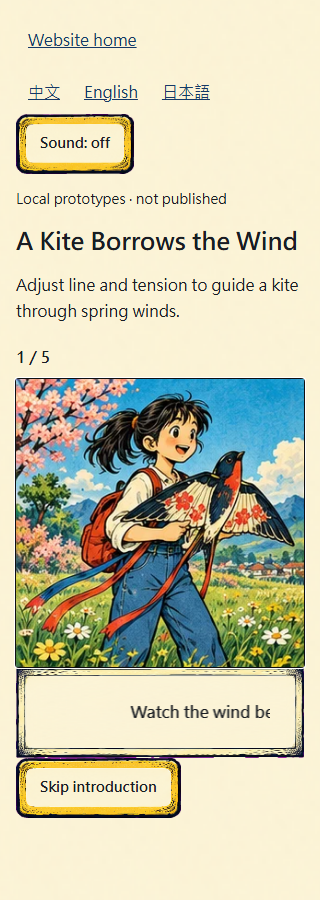 Website home
中文 English 日本語
Sound: off
Local prototypes · not published
A Kite Borrows the Wind
Adjust line and tension to guide a kite
through spring winds.
1 / 5
Watch the wind
Skip introduction